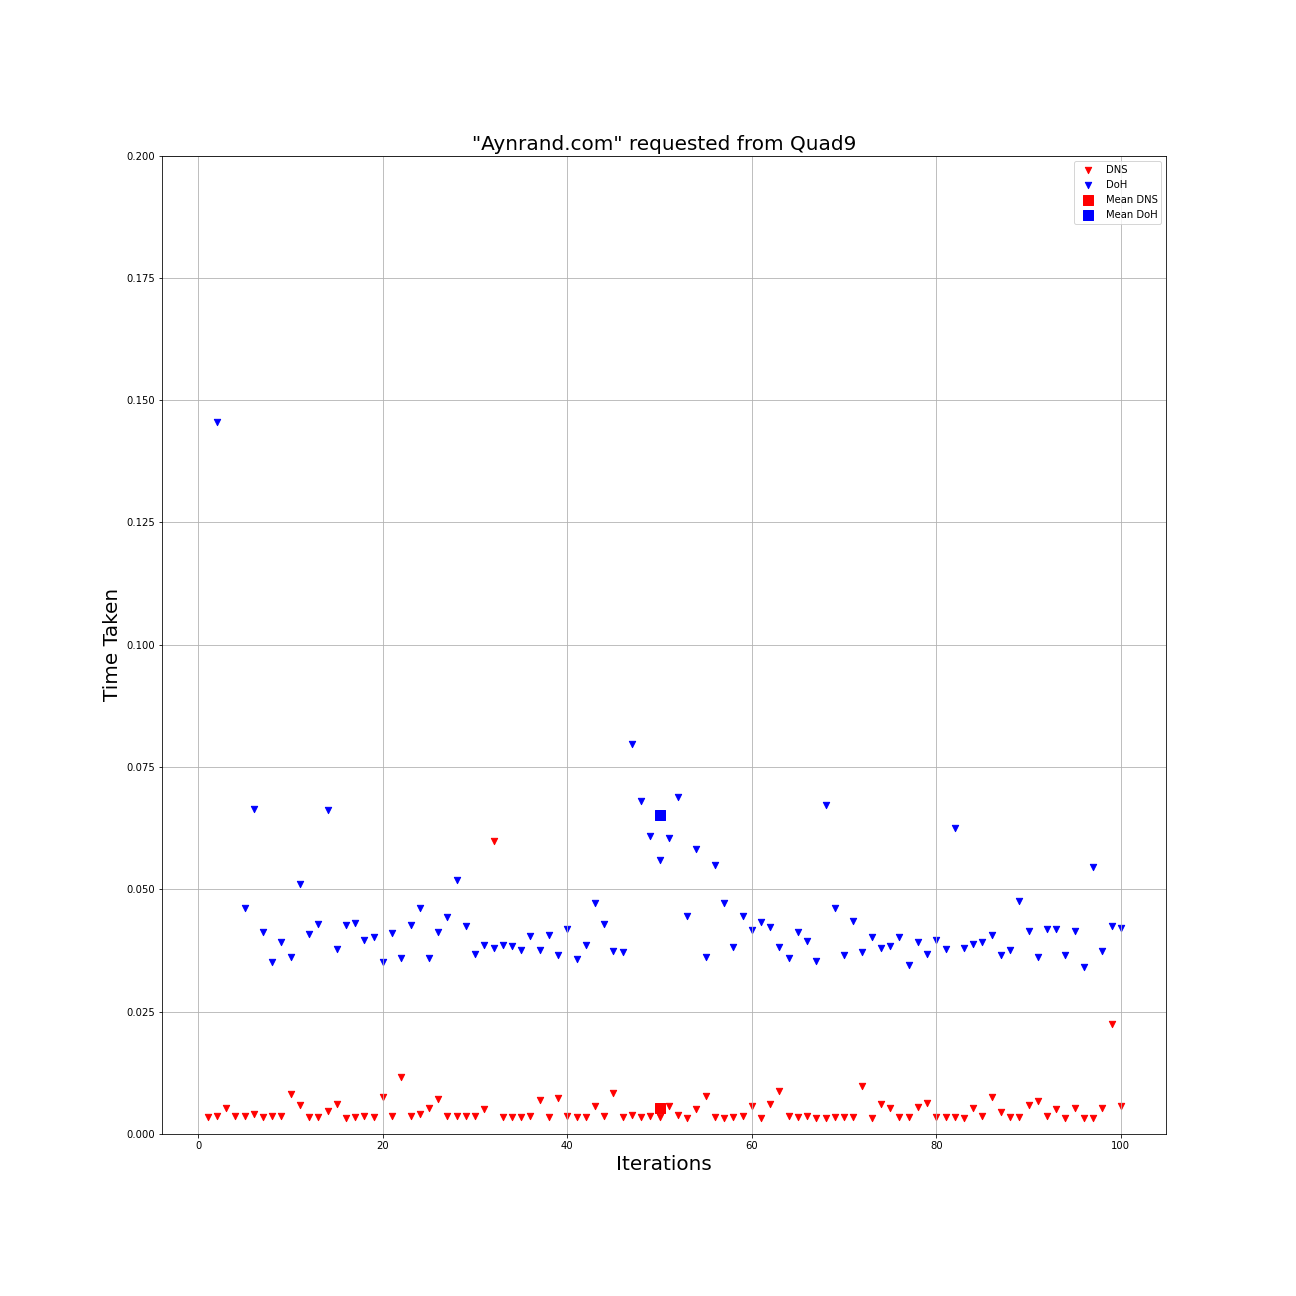 "Aynrand.com" requested from Quad9
DNS
DoH
Mean DNS
Mean DoH
0.200
0.175
0.150
0.125
0.100
0.075
0.050
0.025
0.000
Time Taken
0 20 40 60 80 100
Iterations